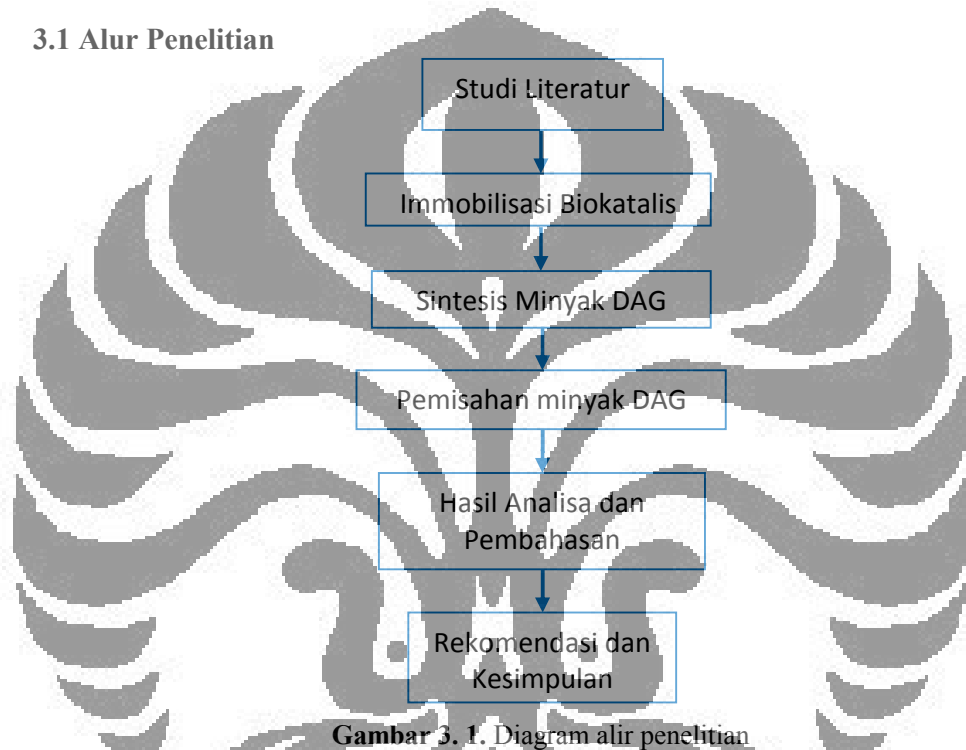 3.1 Alur Penelitian
Studi Literatur
Immobilisasi Biokatalis
Sintesis Minyak DAG
Pemisahan minyak DAG
Hasil Analisa dan
Pembahasan
Rekomendasi dan
Kesimpulan
Gambar 3. 1. Diagram alir penelitian